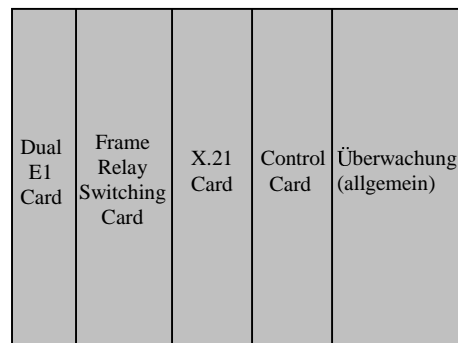 Dual
E1
Card
Frame
Relay
Switching
Card
X.21
Card
Control
Card
Überwachung
(allgemein)